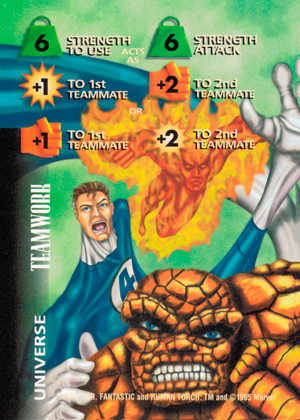 6 STRENGTH TO USE
ACTS AS
6 STRENGTH ATTACK
+1 TO 1st TEAMMATE
+2 TO 2nd TEAMMATE
OR
+1 TO 1st TEAMMATE
+2 TO 2nd TEAMMATE
UNIVERSE TEAMWORK
4
FANTASTIC and HUMAN TORCH: TM and ©1995 Marvel